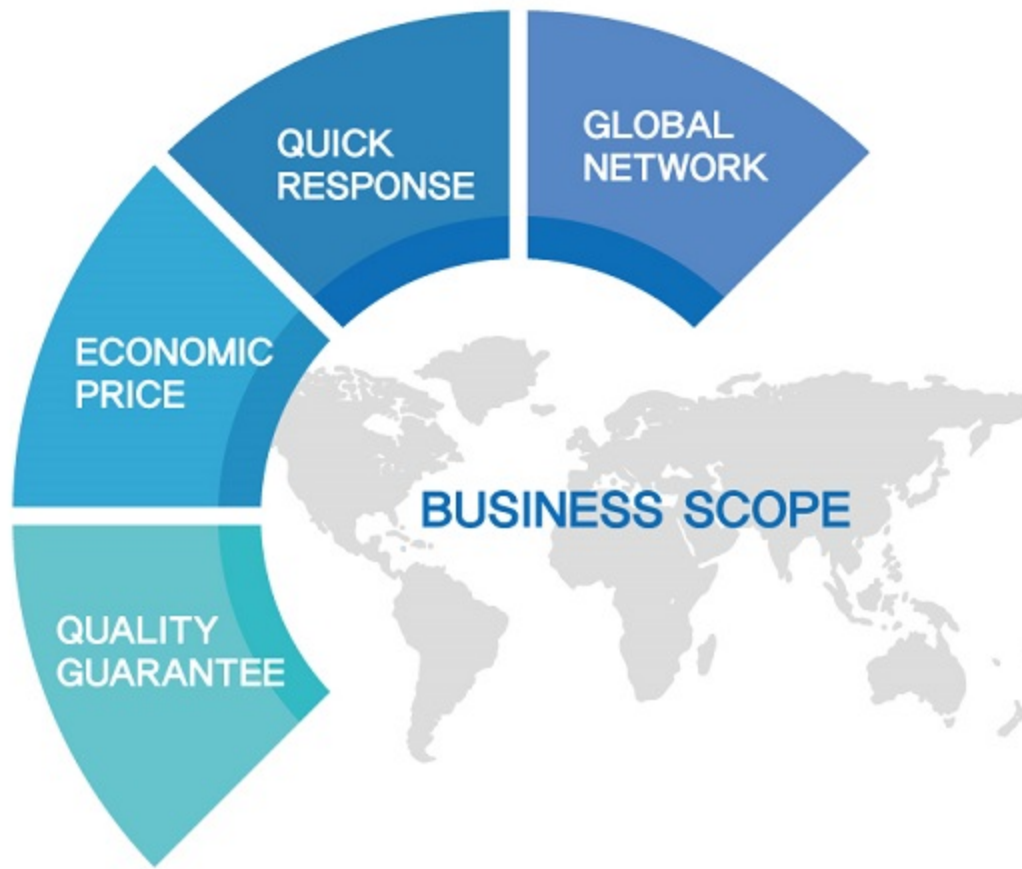 GLOBAL
NETWORK
QUICK
RESPONSE
ECONOMIC
PRICE
BUSINESS SCOPE
QUALITY
GUARANTEE